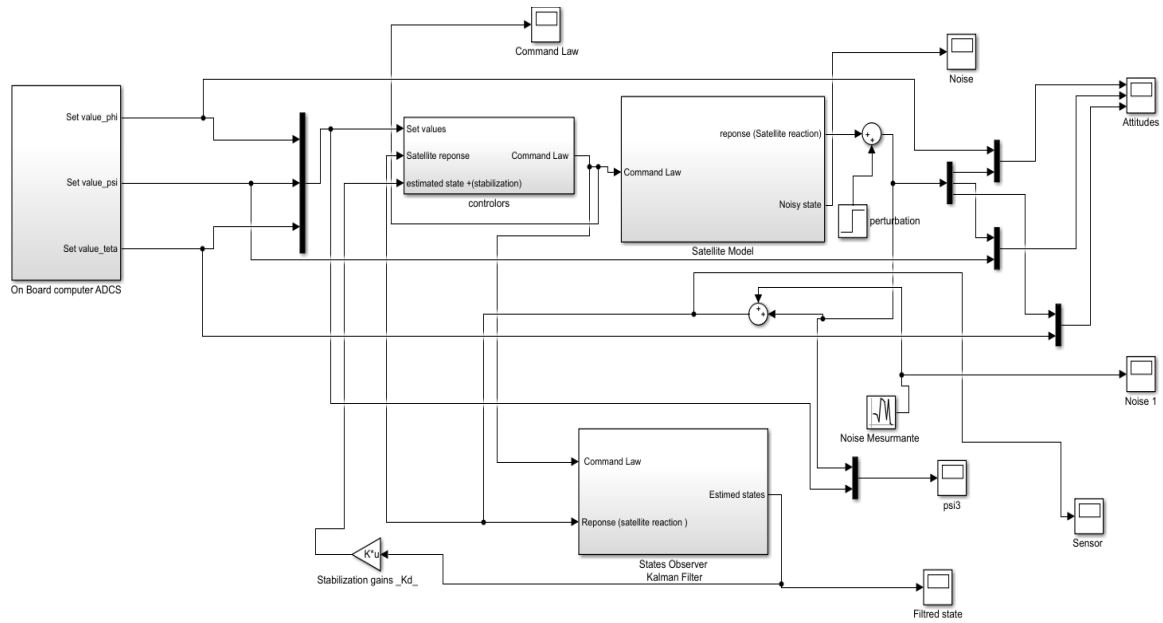 Command Law
Noise
Attitudes
Set value_phi
Set value_psi
Set value_teta
On Board computer ADCS
Set values
Satellite reponse
estimated state +(stabilization)
Command Law
controlors
Command Law
reponse (Satellite reaction)
Noisy state
Satellite Model
+
+
perturbation
+
+
Noise 1
Noise Mesurmante
Command Law
Reponse (satellite reaction )
Estimed states
States Observer
Kalman Filter
psi3
Sensor
K*u
Stabilization gains _Kd_
Filtred state